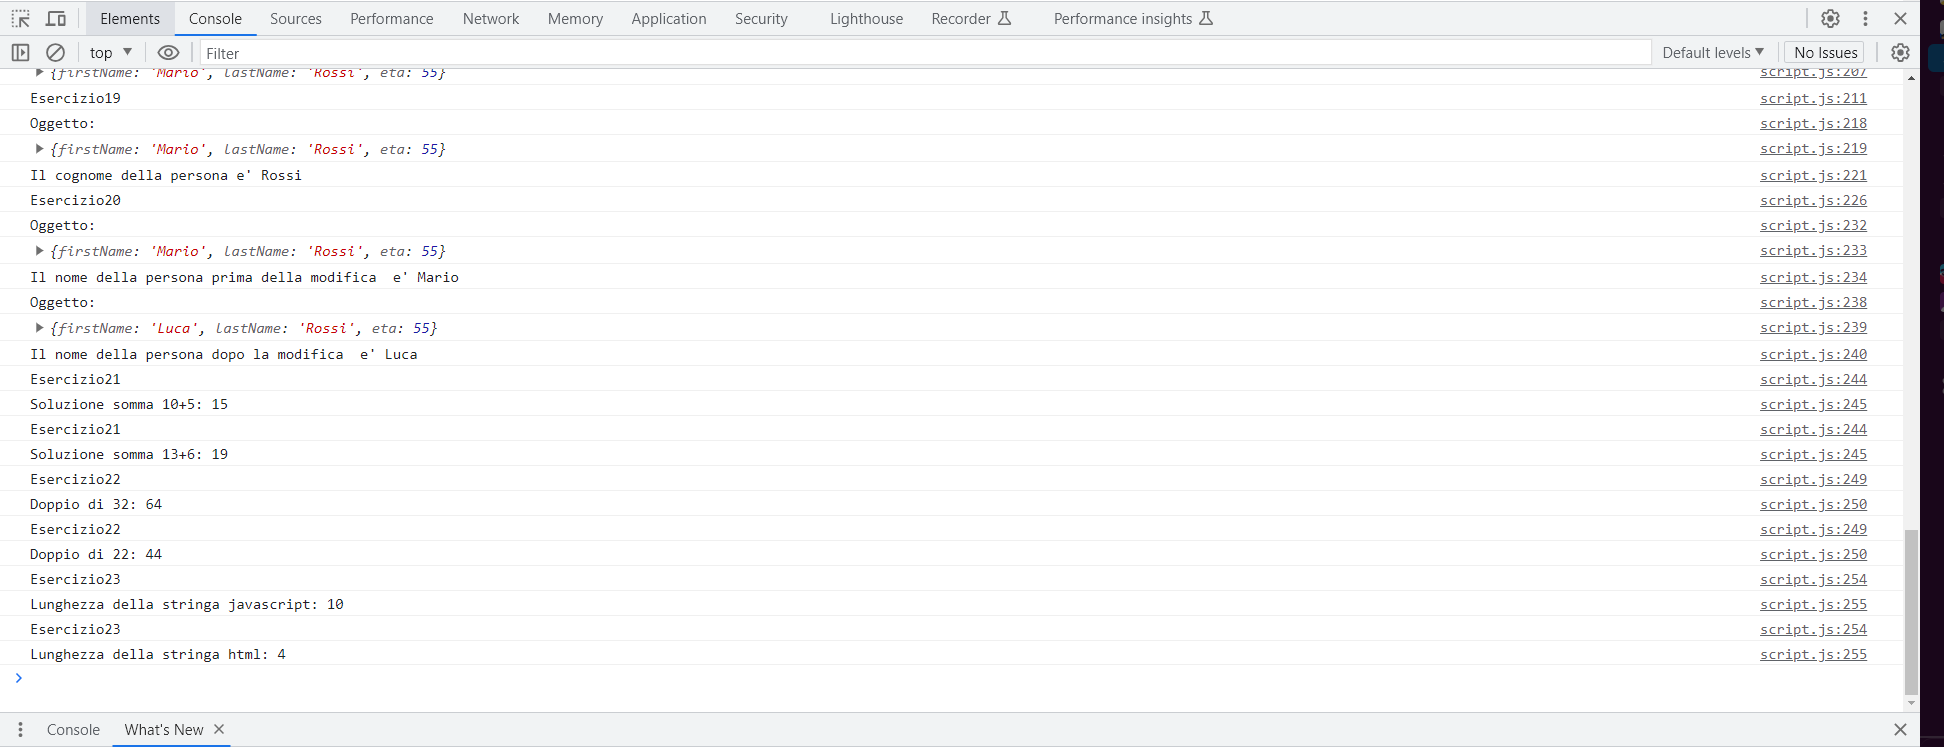 Elements Console Sources Performance Network Memory Application Security Lighthouse Recorder Performance insights
top Filter Default levels No Issues
{firstName: 'Mario', lastName: 'Rossi', eta: 55} script.js:207
Esercizio19 script.js:211
Oggetto: script.js:218
{firstName: 'Mario', lastName: 'Rossi', eta: 55} script.js:219
Il cognome della persona e' Rossi script.js:221
Esercizio20 script.js:226
Oggetto: script.js:232
{firstName: 'Mario', lastName: 'Rossi', eta: 55} script.js:233
Il nome della persona prima della modifica  e' Mario script.js:234
Oggetto: script.js:238
{firstName: 'Luca', lastName: 'Rossi', eta: 55} script.js:239
Il nome della persona dopo la modifica  e' Luca script.js:240
Esercizio21 script.js:244
Soluzione somma 10+5: 15 script.js:245
Esercizio21 script.js:244
Soluzione somma 13+6: 19 script.js:245
Esercizio22 script.js:249
Doppio di 32: 64 script.js:250
Esercizio22 script.js:249
Doppio di 22: 44 script.js:250
Esercizio23 script.js:254
Lunghezza della stringa javascript: 10 script.js:255
Esercizio23 script.js:254
Lunghezza della stringa html: 4 script.js:255
Console What's New